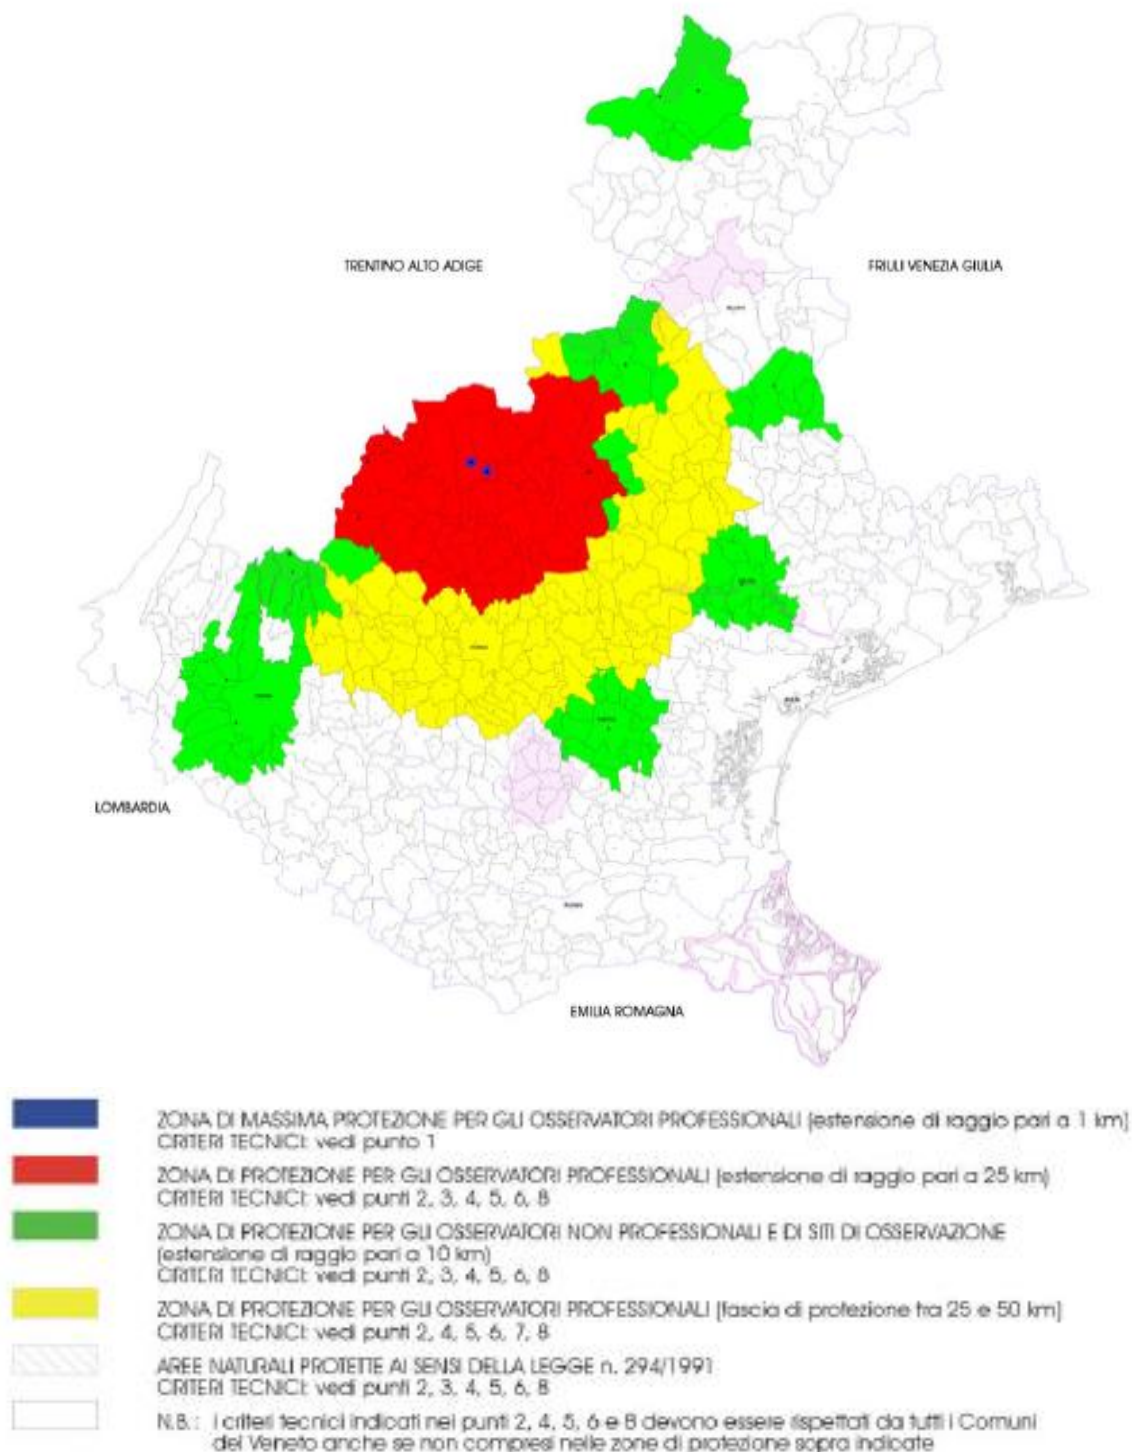 TRENTINO ALTO ADIGE
FRIULI VENEZIA GIULIA
LOMBARDIA
EMILIA ROMAGNA
ZONA DI MASSIMA PROTEZIONE PER GLI OSSERVATORI PROFESSIONALI (estensione di raggio pari a 1 km)
CRITERI TECNICI: vedi punto 1
ZONA DI PROTEZIONE PER GLI OSSERVATORI PROFESSIONALI (estensione di raggio pari a 25 km)
CRITERI TECNICI: vedi punti 2, 3, 4, 5, 6, 8
ZONA DI PROTEZIONE PER GLI OSSERVATORI NON PROFESSIONALI E DI SITI DI OSSERVAZIONE
(estensione di raggio pari a 10 km)
CRITERI TECNICI: vedi punti 2, 3, 4, 5, 6, 8
ZONA DI PROTEZIONE PER GLI OSSERVATORI PROFESSIONALI (fascia di protezione tra 25 e 50 km)
CRITERI TECNICI: vedi punti 2, 4, 5, 6, 7, 8
AREE NATURALI PROTETTE AI SENSI DELLA LEGGE n. 294/1991
CRITERI TECNICI: vedi punti 2, 3, 4, 5, 6, 8
N.B.: i criteri tecnici indicati nei punti 2, 4, 5, 6 e 8 devono essere rispettati da tutti i Comuni
del Veneto anche se non compresi nelle zone di protezione sopra indicate